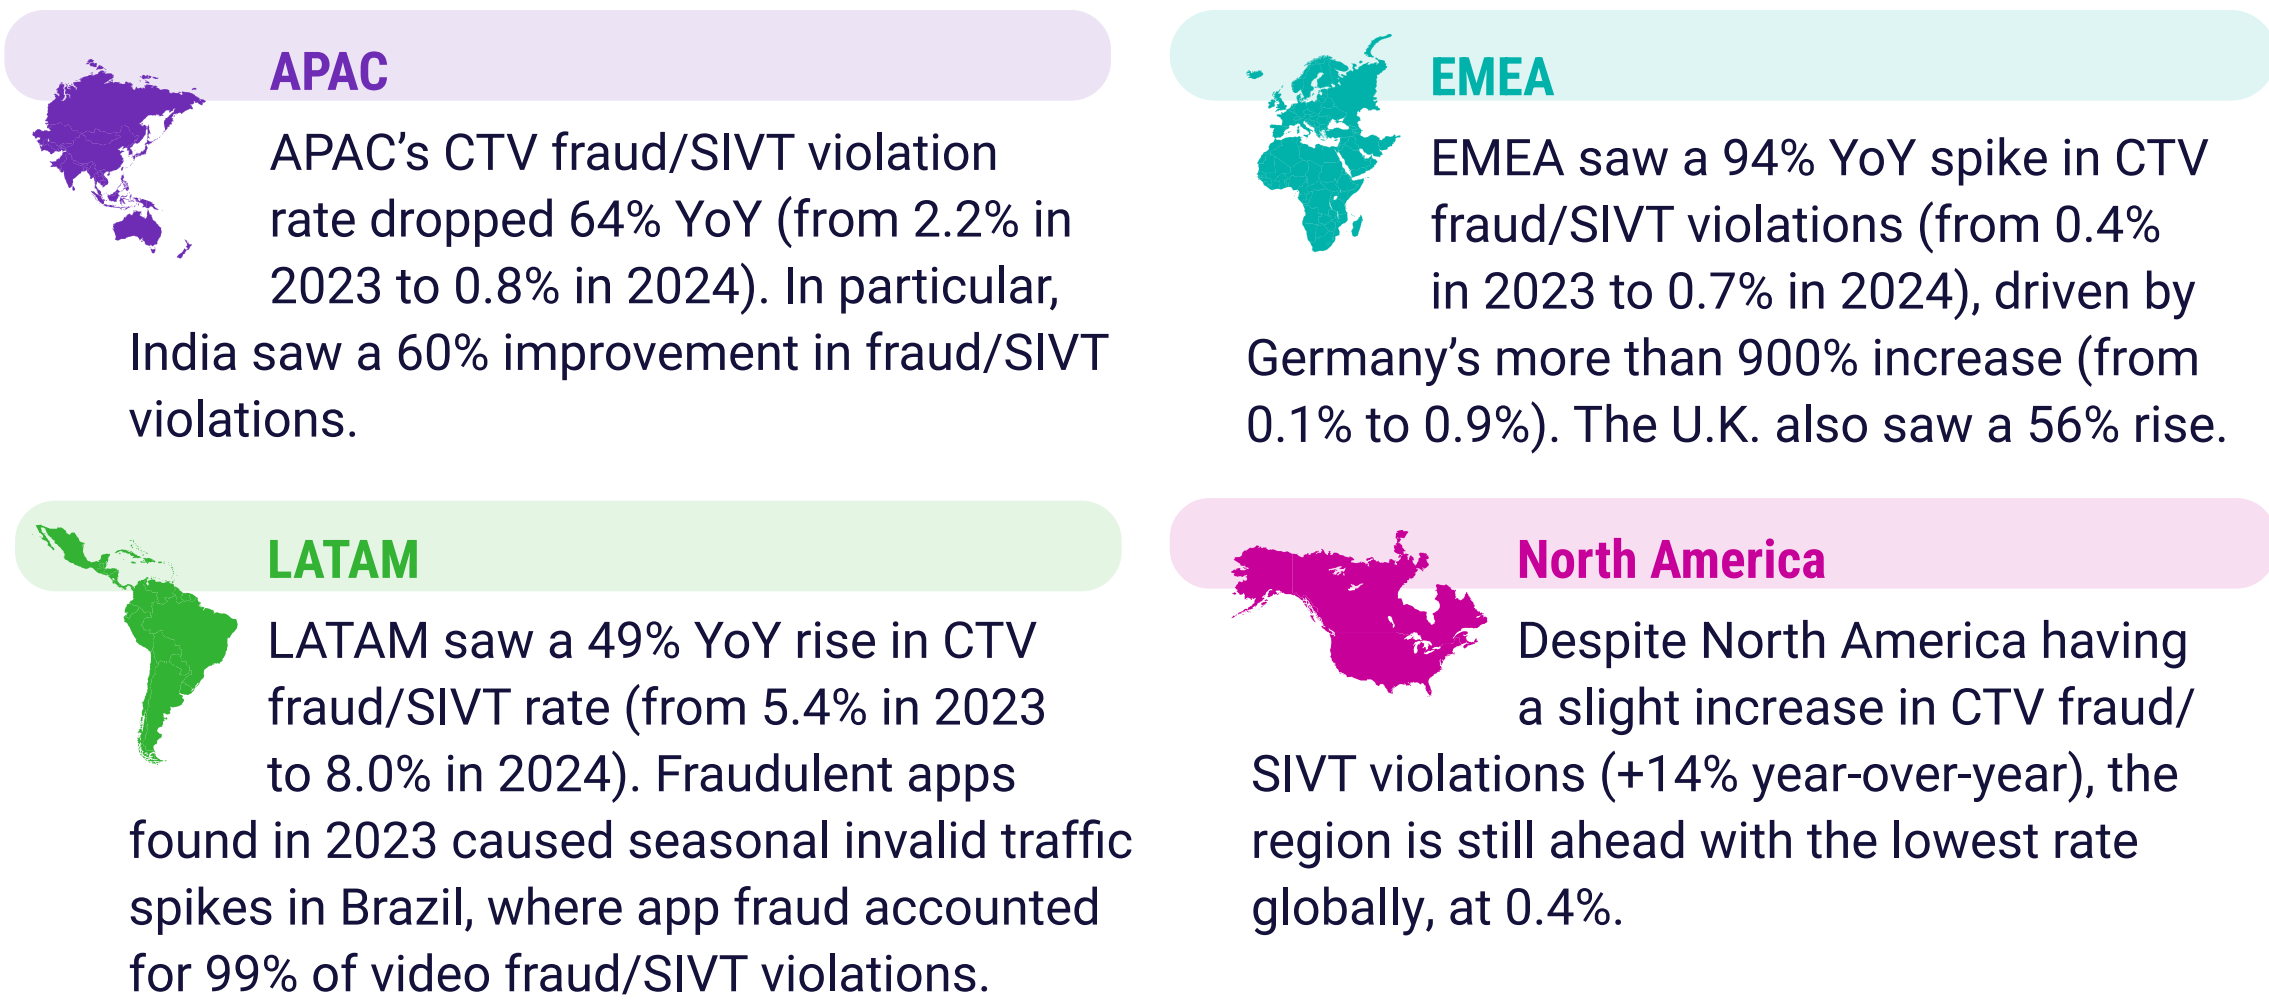 APAC
APAC’s CTV fraud/SIVT violation
rate dropped 64% YoY (from 2.2% in
2023 to 0.8% in 2024). In particular,
India saw a 60% improvement in fraud/SIVT
violations.
EMEA
EMEA saw a 94% YoY spike in CTV
fraud/SIVT violations (from 0.4%
in 2023 to 0.7% in 2024), driven by
Germany’s more than 900% increase (from
0.1% to 0.9%). The U.K. also saw a 56% rise.
LATAM
LATAM saw a 49% YoY rise in CTV
fraud/SIVT rate (from 5.4% in 2023
to 8.0% in 2024). Fraudulent apps
found in 2023 caused seasonal invalid traffic
spikes in Brazil, where app fraud accounted
for 99% of video fraud/SIVT violations.
North America
Despite North America having
a slight increase in CTV fraud/
SIVT violations (+14% year-over-year), the
region is still ahead with the lowest rate
globally, at 0.4%.